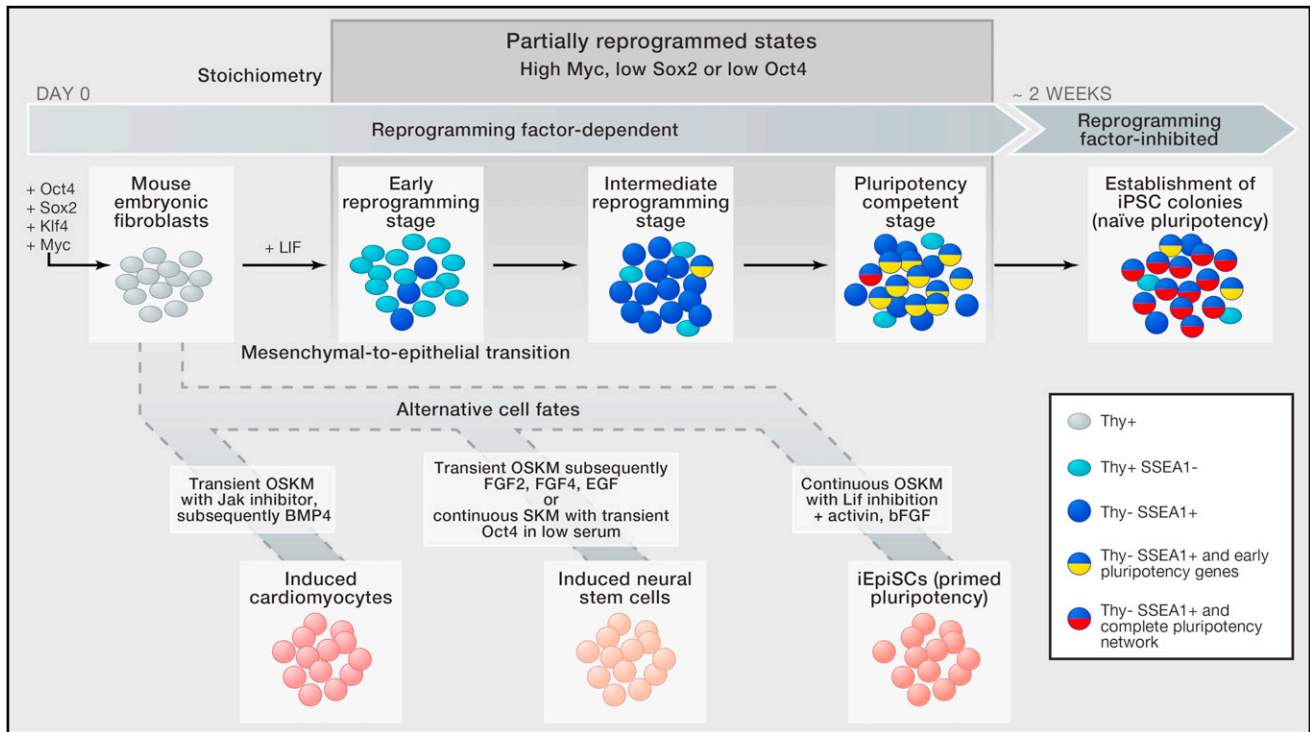 Partially reprogrammed states
High Myc, low Sox2 or low Oct4
Stoichiometry
DAY 0
~ 2 WEEKS
Reprogramming factor-dependent
Reprogramming
factor-inhibited
+ Oct4
+ Sox2
+ Klf4
+ Myc
Mouse
embryonic
fibroblasts
+ LIF
Early
reprogramming
stage
Intermediate
reprogramming
stage
Pluripotency
competent
stage
Establishment of
iPSC colonies
(naïve pluripotency)
Mesenchymal-to-epithelial transition
Alternative cell fates
Transient OSKM
with Jak inhibitor,
subsequently BMP4
Transient OSKM subsequently
FGF2, FGF4, EGF
or
continuous SKM with transient
Oct4 in low serum
Continuous OSKM
with Lif inhibition
+ activin, bFGF
Induced
cardiomyocytes
Induced neural
stem cells
iEpiSCs (primed
pluripotency)
Thy+
Thy+ SSEA1-
Thy- SSEA1+
Thy- SSEA1+ and early
pluripotency genes
Thy- SSEA1+ and
complete pluripotency
network